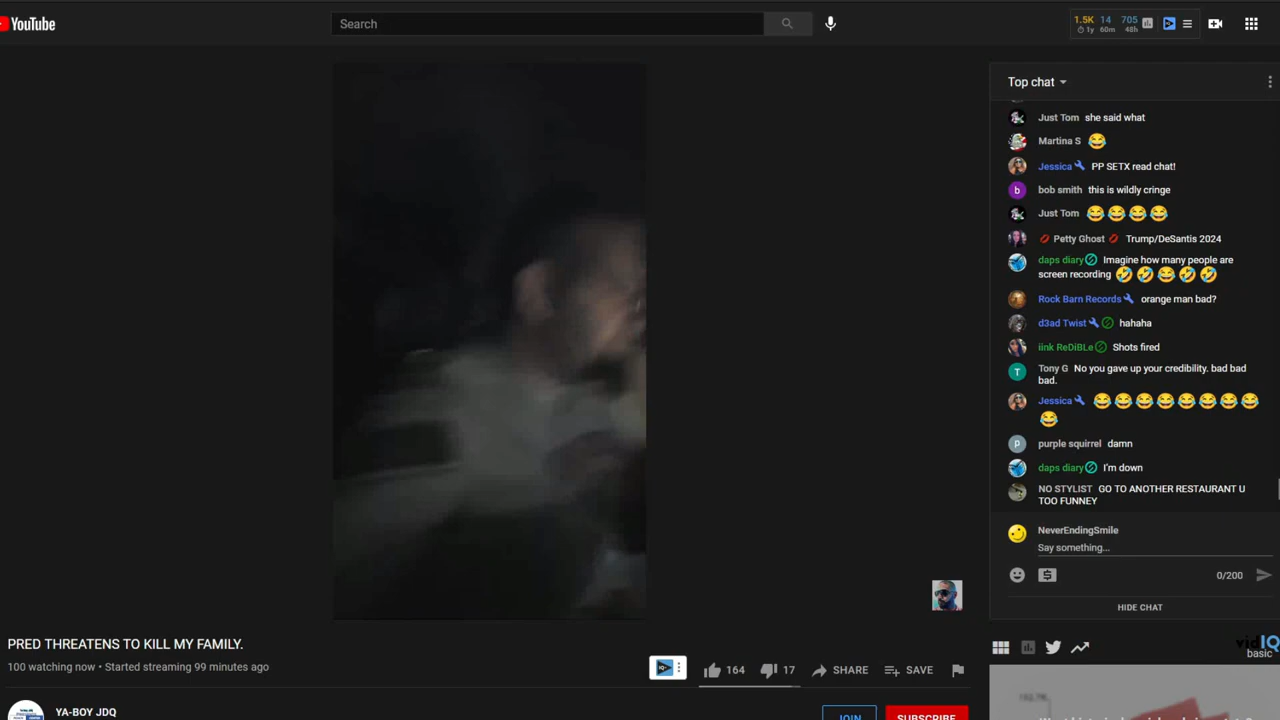 YouTube
Search
1.5K 14 705
1y 60m 48h
Top chat
Just Tom she said what
Martina S 😂
Jessica PP SETX read chat!
b
bob smith this is wildly cringe
Just Tom 😂😂😂😂
💋 Petty Ghost 💋 Trump/DeSantis 2024
daps diary Imagine how many people are
screen recording 🤣🤣😂🤣🤣
Rock Barn Records orange man bad?
d3ad Twist hahaha
iink ReDiBLe Shots fired
T
Tony G No you gave up your credibility. bad bad
bad.
Jessica 😂😂😂😂😂😂😂😂
😂
p
purple squirrel damn
daps diary I'm down
NO STYLIST GO TO ANOTHER RESTAURANT U
TOO FUNNEY
NeverEndingSmile
Say something...
0/200
HIDE CHAT
PRED THREATENS TO KILL MY FAMILY.
100 watching now • Started streaming 99 minutes ago
IQ
164
17
SHARE
SAVE
vidIQ
basic
YA-BOY JDQ
JOIN
SUBSCRIBE